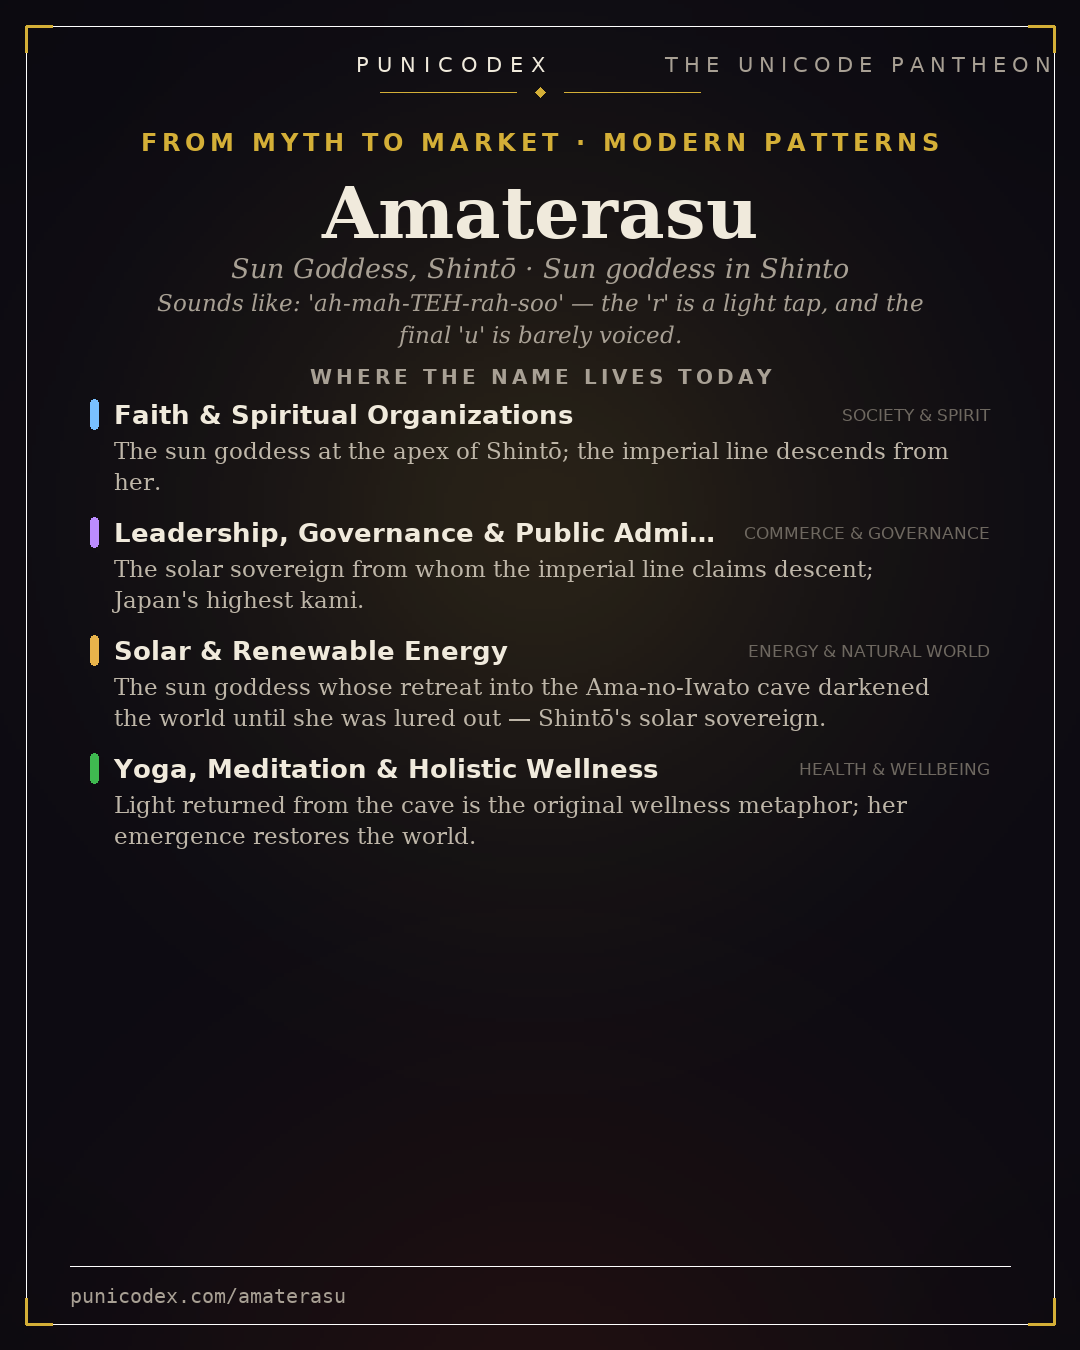 PUNICODEX
THE UNICODE PANTHEON
FROM MYTH TO MARKET · MODERN PATTERNS
Amaterasu
Sun Goddess, Shintō · Sun goddess in Shinto
Sounds like: 'ah-mah-TEH-rah-soo' — the 'r' is a light tap, and the
final 'u' is barely voiced.
WHERE THE NAME LIVES TODAY
Faith & Spiritual Organizations
SOCIETY & SPIRIT
The sun goddess at the apex of Shintō; the imperial line descends from
her.
Leadership, Governance & Public Admi…
COMMERCE & GOVERNANCE
The solar sovereign from whom the imperial line claims descent;
Japan's highest kami.
Solar & Renewable Energy
ENERGY & NATURAL WORLD
The sun goddess whose retreat into the Ama-no-Iwato cave darkened
the world until she was lured out — Shintō's solar sovereign.
Yoga, Meditation & Holistic Wellness
HEALTH & WELLBEING
Light returned from the cave is the original wellness metaphor; her
emergence restores the world.
punicodex.com/amaterasu